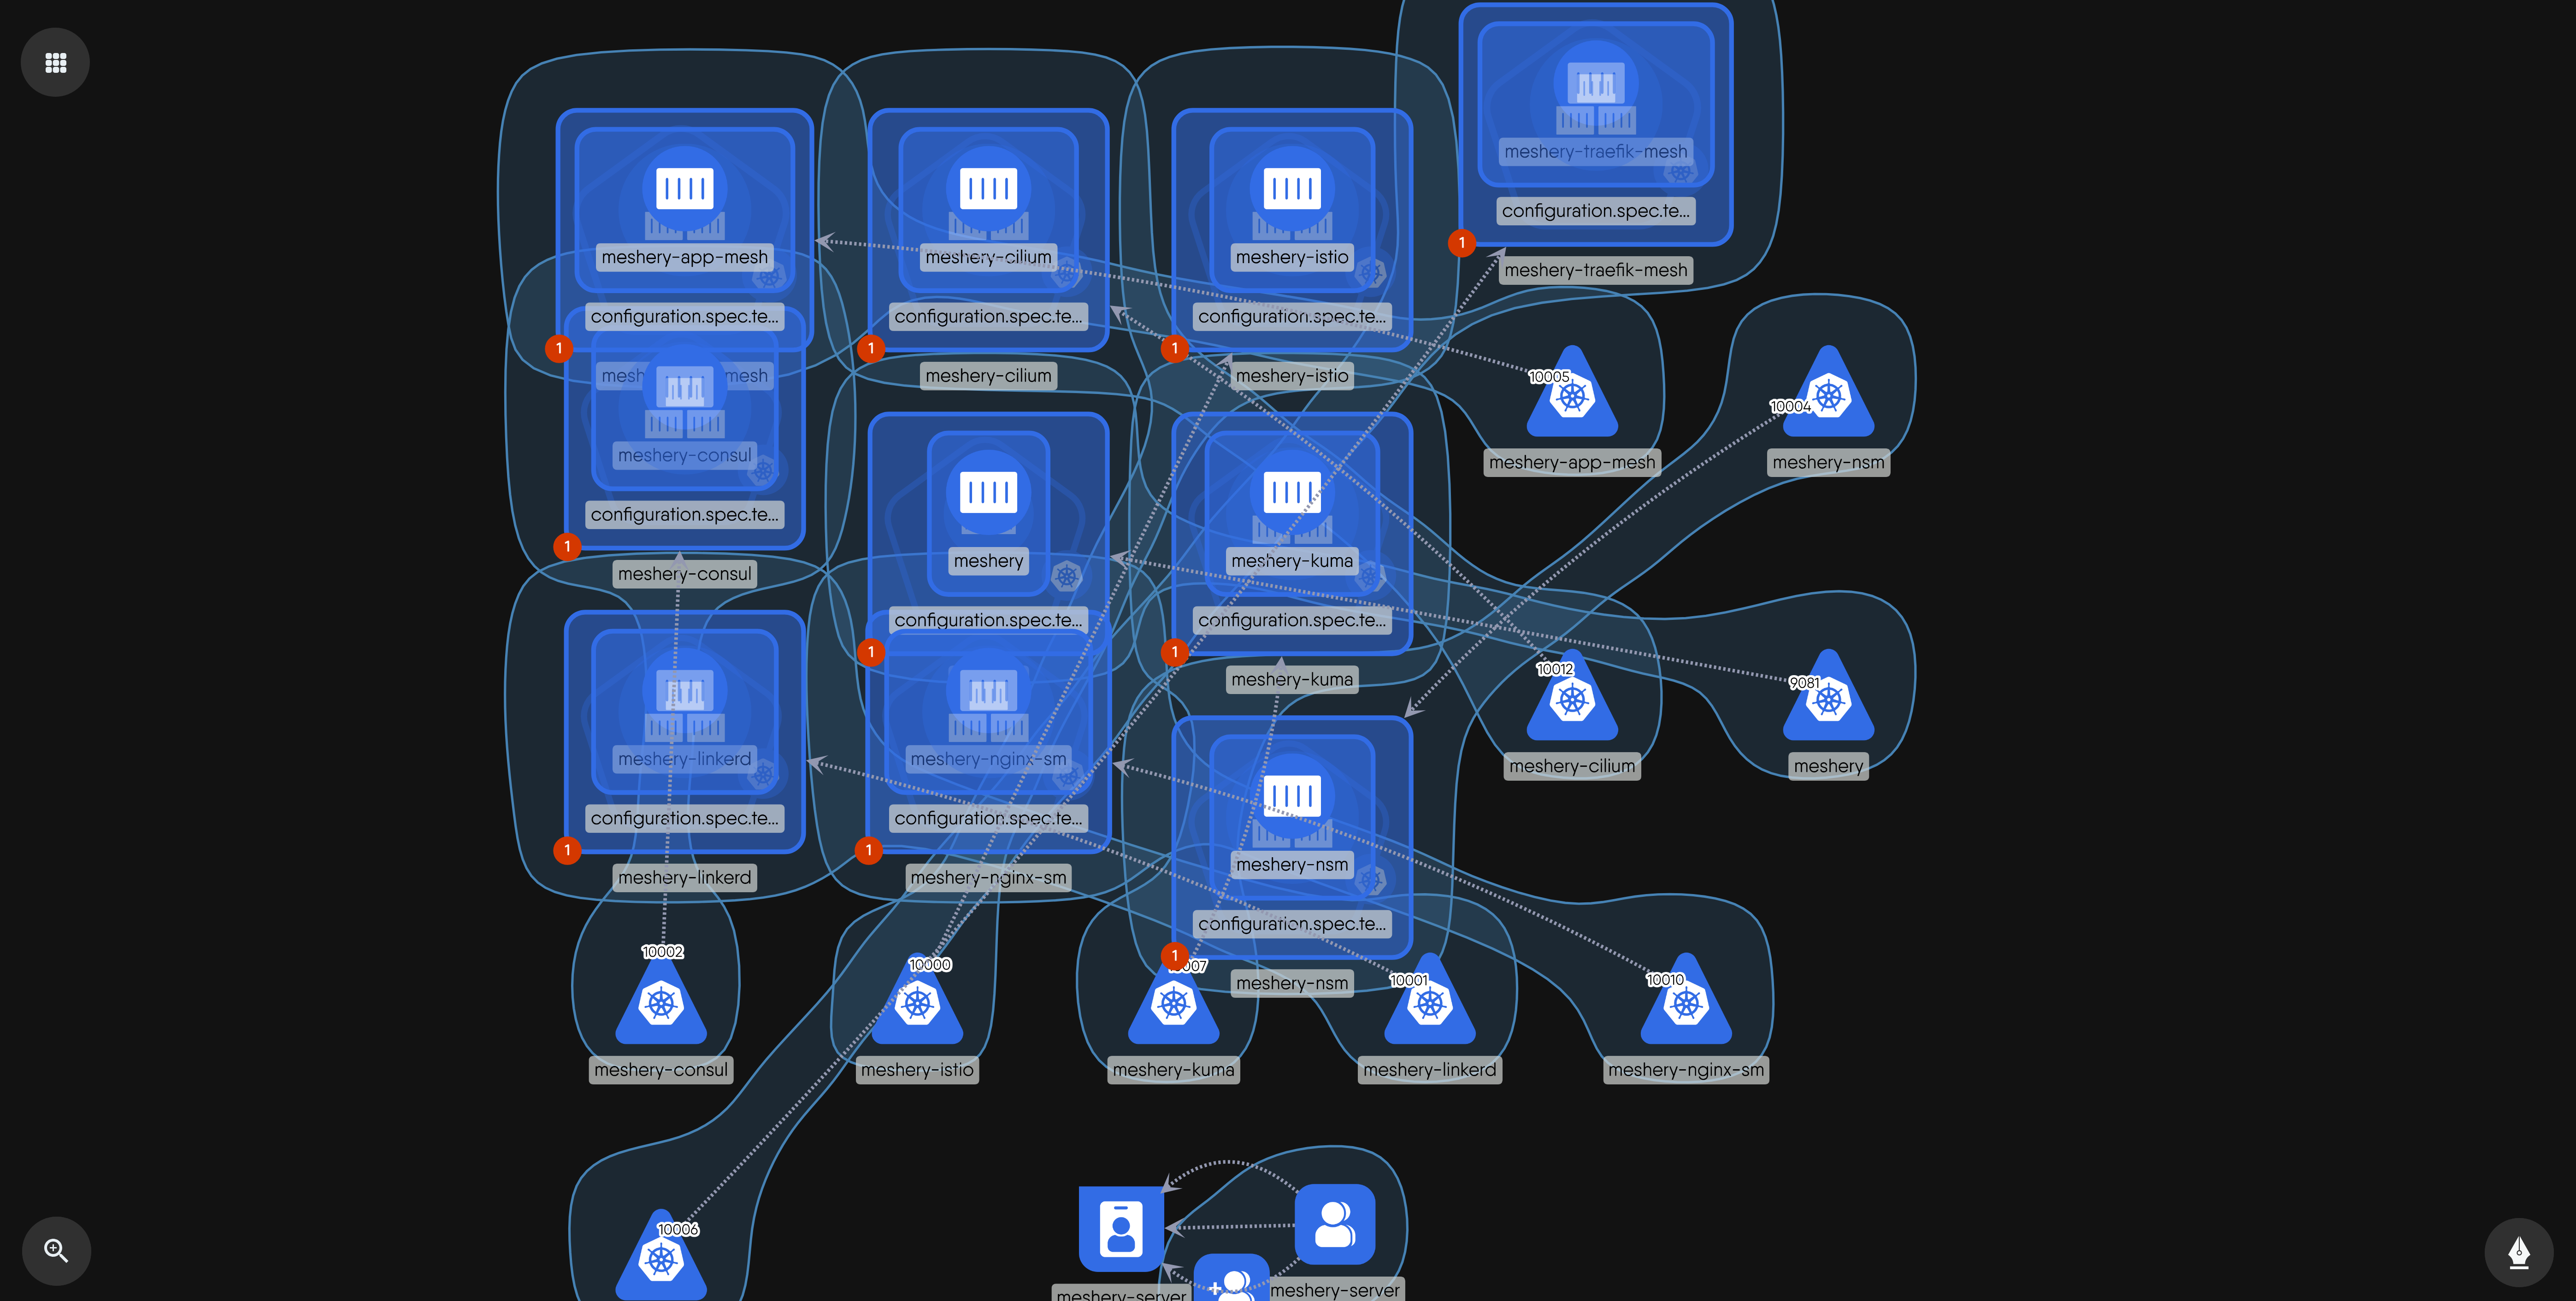 meshery-traefik-mesh
configuration.spec.te...
1
meshery-traefik-mesh
meshery-app-mesh
configuration.spec.te...
1
mesh
mesh
meshery-cilium
configuration.spec.te...
1
meshery-cilium
meshery-istio
configuration.spec.te...
1
meshery-istio
10005
meshery-app-mesh
10004
meshery-nsm
meshery-consul
configuration.spec.te...
1
meshery-consul
meshery
configuration.spec.te...
1
meshery-kuma
configuration.spec.te...
1
meshery-kuma
10012
meshery-cilium
9081
meshery
meshery-linkerd
configuration.spec.te...
1
meshery-linkerd
meshery-nginx-sm
configuration.spec.te...
1
meshery-nginx-sm
meshery-nsm
configuration.spec.te...
1
meshery-nsm
10002
meshery-consul
10000
meshery-istio
007
meshery-kuma
10001
meshery-linkerd
10010
meshery-nginx-sm
10006
meshery-server
meshery-server